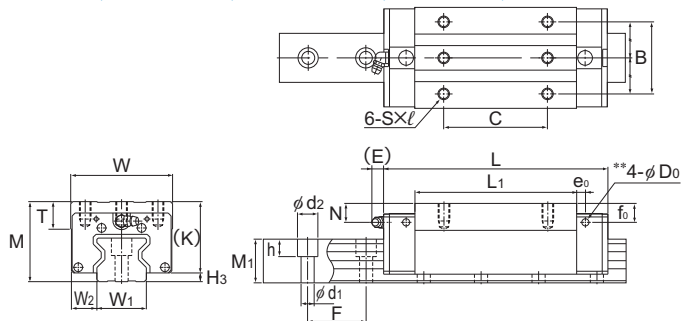 B
6-S×ℓ
C
(E)
L
L1
e0
**4-φD0
N
f0
W
φd2
T
M
(K)
h
M1
H3
W2
W1
φd1
F